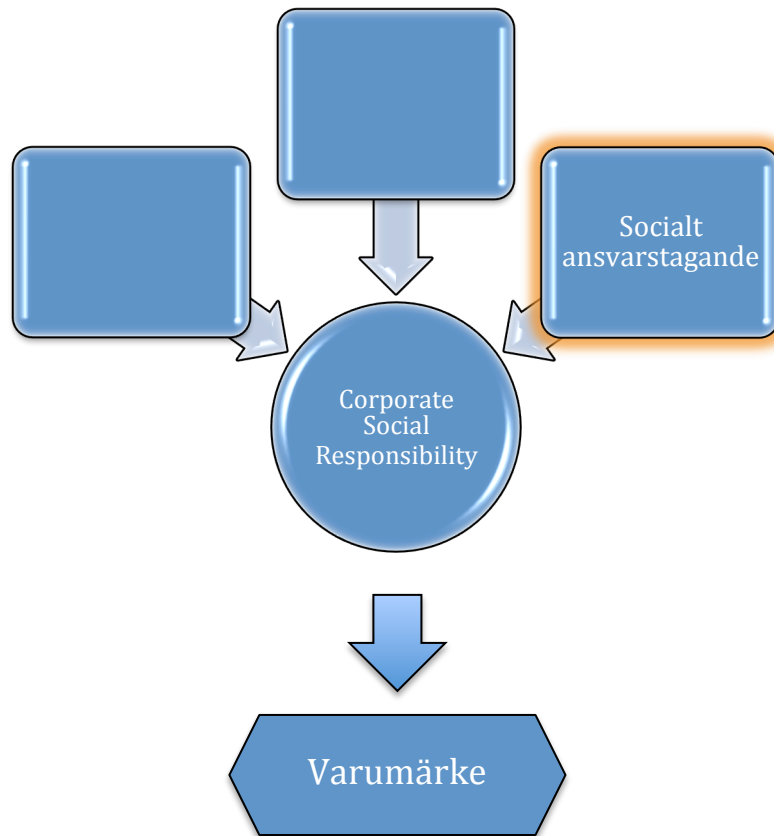 Socialt
ansvarstagande
Corporate
Social
Responsibility
Varumärke